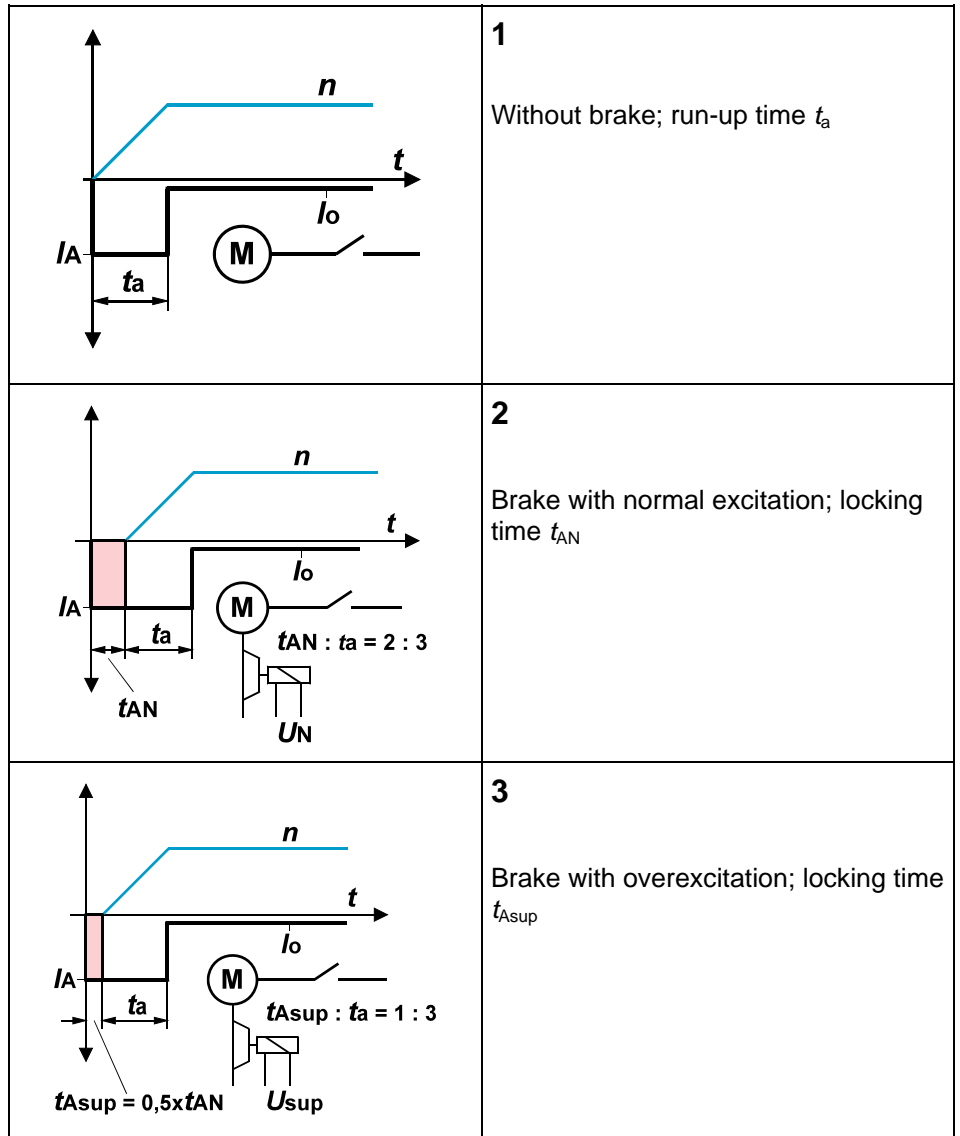 n
t
Io
IA
M
ta
1
Without brake; run-up time ta
n
t
Io
IA
M
ta
tAN : ta = 2 : 3
tAN
UN
2
Brake with normal excitation; locking
time tAN
n
t
Io
IA
M
ta
tAsup : ta = 1 : 3
tAsup = 0,5xtAN
Usup
3
Brake with overexcitation; locking time
tAsup